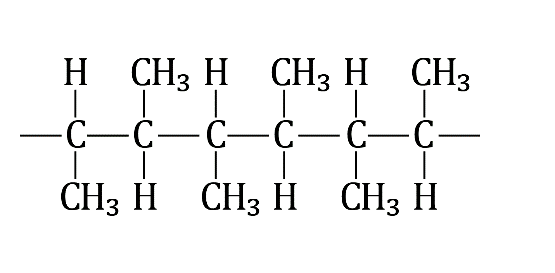 H CH₃ H CH₃ H CH₃
—C—C—C—C—C—C—
CH₃ H CH₃ H CH₃ H